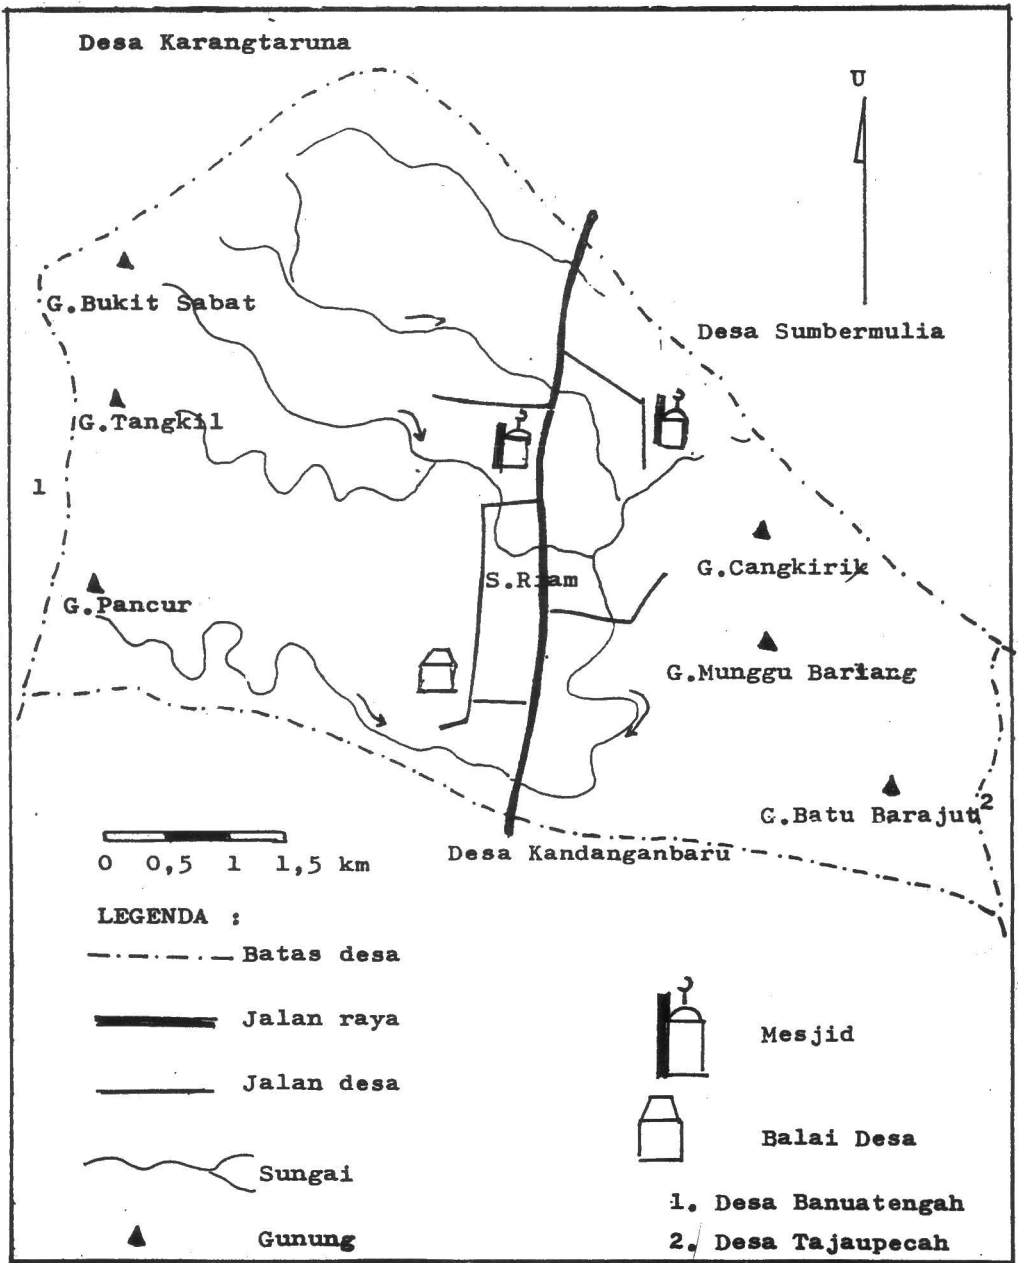 Desa Karangtaruna
U
G.Bukit Sabat
Desa Sumbermulia
G.Tangkil
1
G.Cangkirik
S.Riam
G.Pancur
G.Munggu Bariang
2
G.Batu Barajut
Desa Kandanganbaru
0 0,5 1 1,5 km
LEGENDA :
Batas desa
Jalan raya
Jalan desa
Sungai
Gunung
Mesjid
Balai Desa
1. Desa Banuatengah
2. Desa Tajaupecah